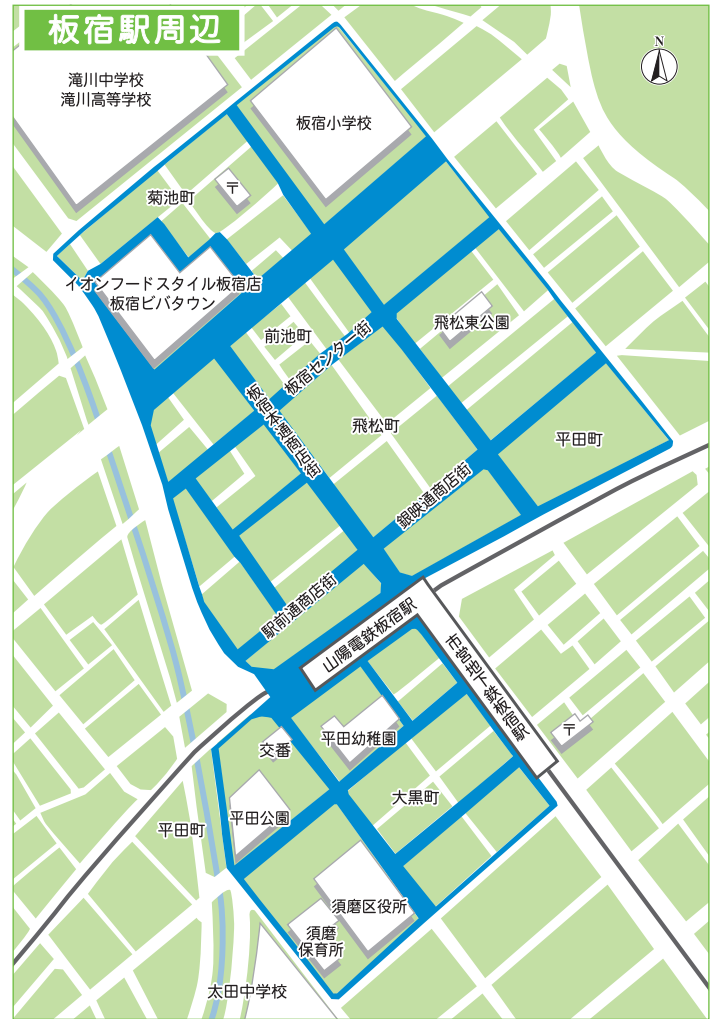 板宿駅周辺
N
滝川中学校
滝川高等学校
板宿小学校
〒
菊池町
イオンフードスタイル板宿店
板宿ビバタウン
飛松東公園
前池町
板宿センター街
板宿本通商店街
飛松町
平田町
銀映通商店街
駅前通商店街
山陽電鉄板宿駅
市営地下鉄板宿駅
〒
平田幼稚園
交番
大黒町
平田公園
平田町
須磨区役所
須磨
保育所
太田中学校